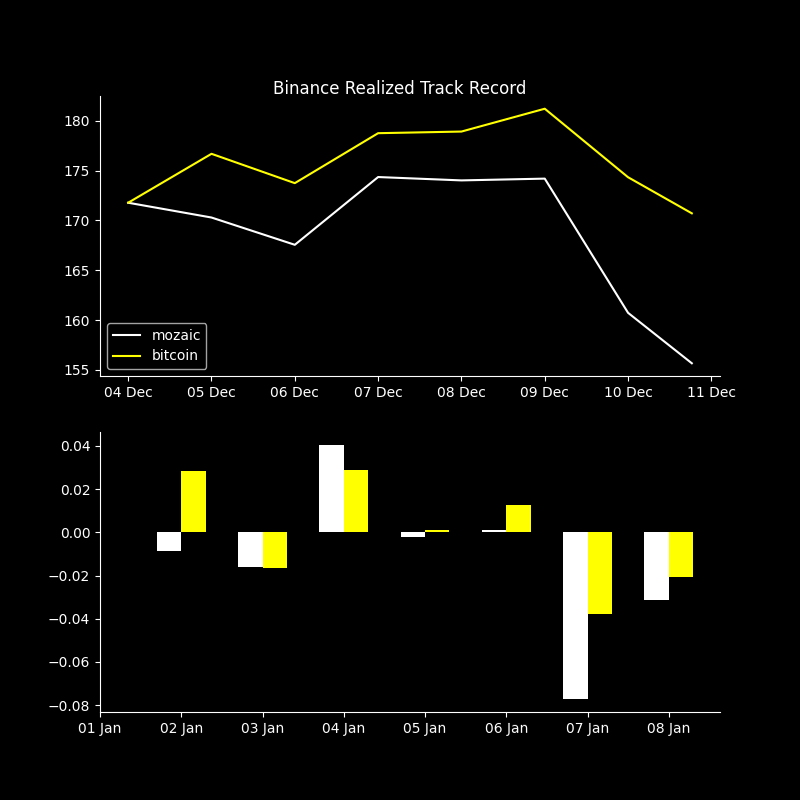 Binance Realized Track Record
180
175
170
165
160
155
mozaic
bitcoin
04 Dec 05 Dec 06 Dec 07 Dec 08 Dec 09 Dec 10 Dec 11 Dec
0.04
0.02
0.00
−0.02
−0.04
−0.06
−0.08
01 Jan 02 Jan 03 Jan 04 Jan 05 Jan 06 Jan 07 Jan 08 Jan